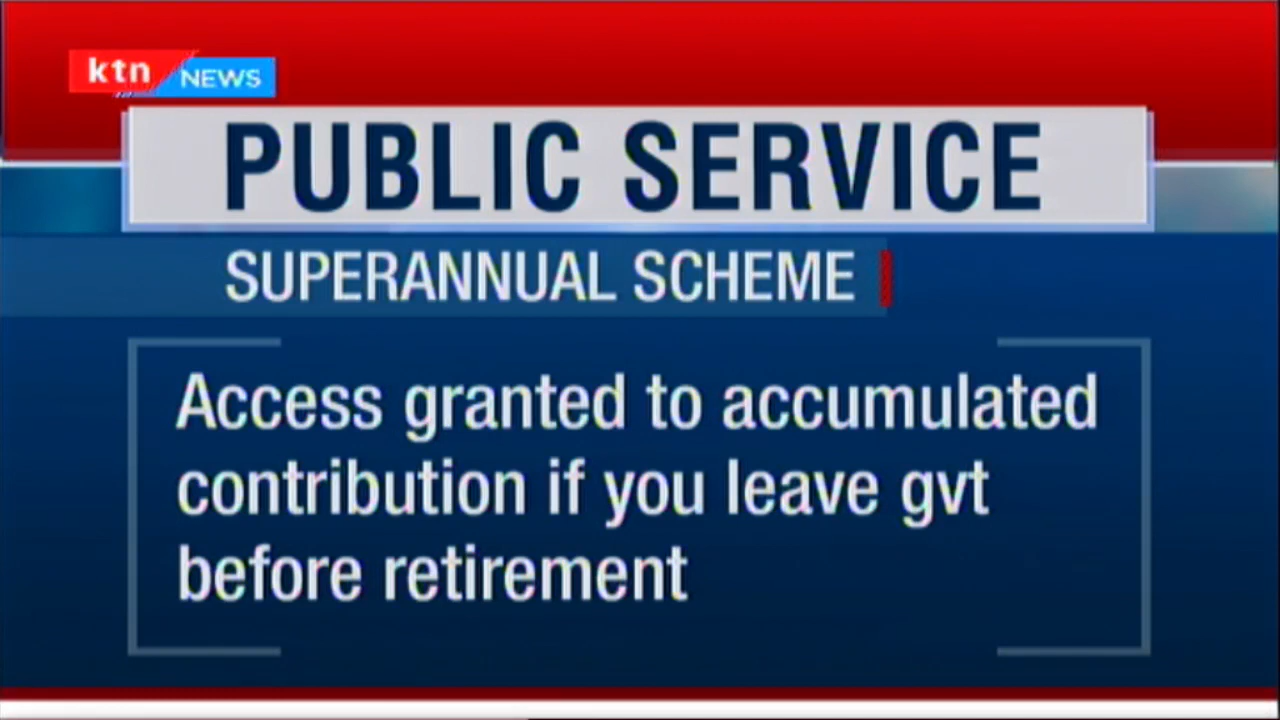 ktn NEWS
PUBLIC SERVICE
SUPERANNUAL SCHEME
Access granted to accumulated
contribution if you leave gvt
before retirement